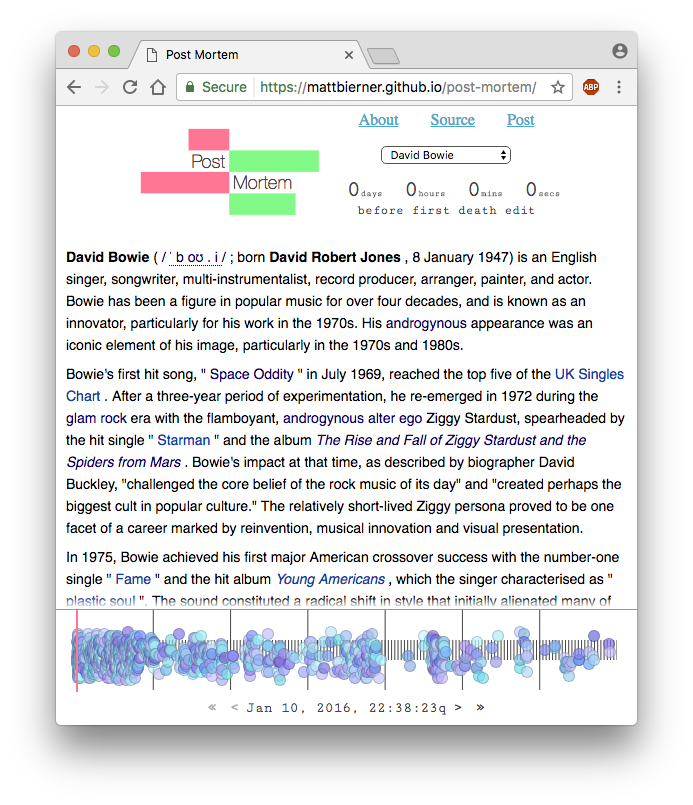 Post Mortem
Secure
https://mattbierner.github.io/post-mortem/
ABP
About Source Post
Post
Mortem
David Bowie
0 days 0 hours 0 mins 0 secs
before first death edit
David Bowie ( / ˈ b oʊ . i / ; born David Robert Jones , 8 January 1947) is an English
singer, songwriter, multi-instrumentalist, record producer, arranger, painter, and actor.
Bowie has been a figure in popular music for over four decades, and is known as an
innovator, particularly for his work in the 1970s. His androgynous appearance was an
iconic element of his image, particularly in the 1970s and 1980s.
Bowie's first hit song, " Space Oddity " in July 1969, reached the top five of the UK Singles
Chart . After a three-year period of experimentation, he re-emerged in 1972 during the
glam rock era with the flamboyant, androgynous alter ego Ziggy Stardust, spearheaded by
the hit single " Starman " and the album The Rise and Fall of Ziggy Stardust and the
Spiders from Mars . Bowie's impact at that time, as described by biographer David
Buckley, "challenged the core belief of the rock music of its day" and "created perhaps the
biggest cult in popular culture." The relatively short-lived Ziggy persona proved to be one
facet of a career marked by reinvention, musical innovation and visual presentation.
In 1975, Bowie achieved his first major American crossover success with the number-one
single " Fame " and the hit album Young Americans , which the singer characterised as "
plastic soul ". The sound constituted a radical shift in style that initially alienated many of
« < Jan 10, 2016, 22:38:23q > »